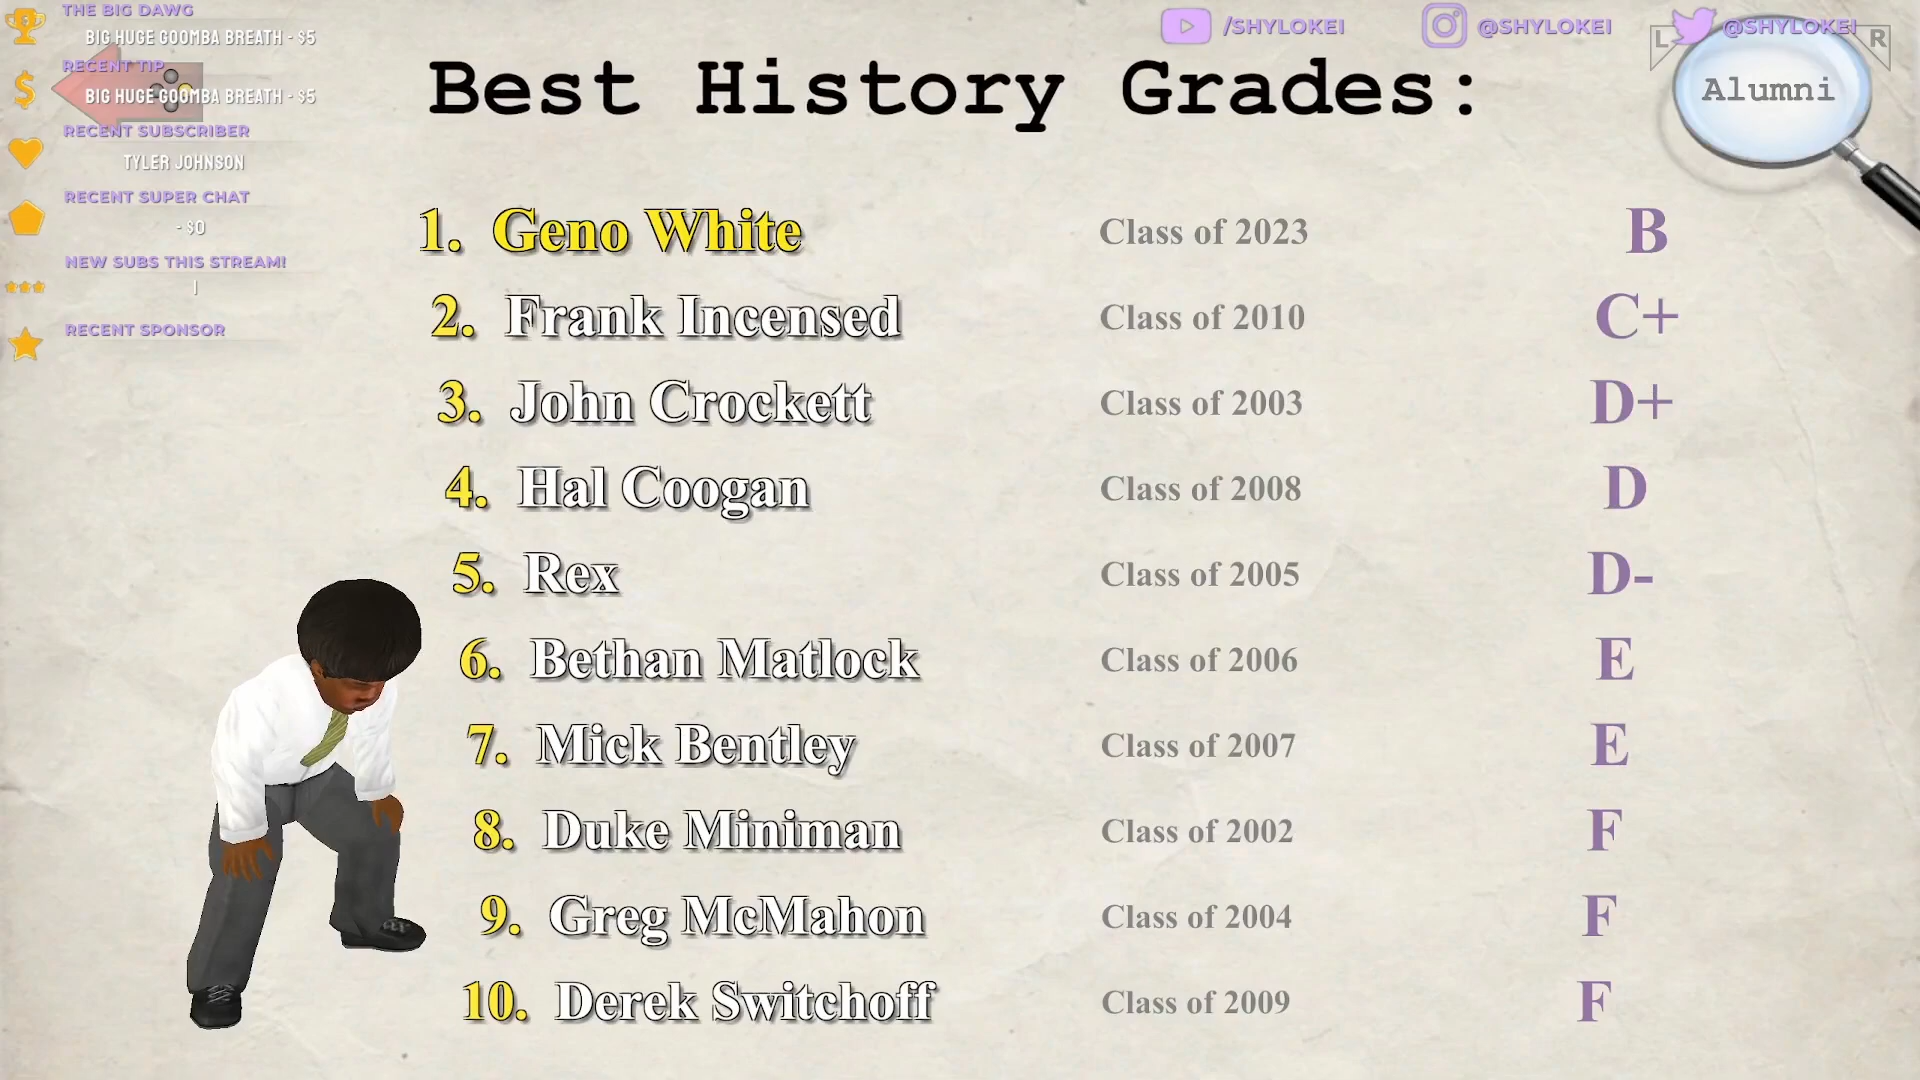 THE BIG DAWG
BIG HUGE GOOMBA BREATH - $5
RECENT TIP
BIG HUGE GOOMBA BREATH - $5
RECENT SUBSCRIBER
TYLER JOHNSON
RECENT SUPER CHAT
- $0
NEW SUBS THIS STREAM!
1
RECENT SPONSOR
/SHYLOKEI
@SHYLOKEI
@SHYLOKEI
L
R
Alumni
Best History Grades:
1. Geno White Class of 2023 B
2. Frank Incensed Class of 2010 C+
3. John Crockett Class of 2003 D+
4. Hal Coogan Class of 2008 D
5. Rex Class of 2005 D-
6. Bethan Matlock Class of 2006 E
7. Mick Bentley Class of 2007 E
8. Duke Miniman Class of 2002 F
9. Greg McMahon Class of 2004 F
10. Derek Switchoff Class of 2009 F